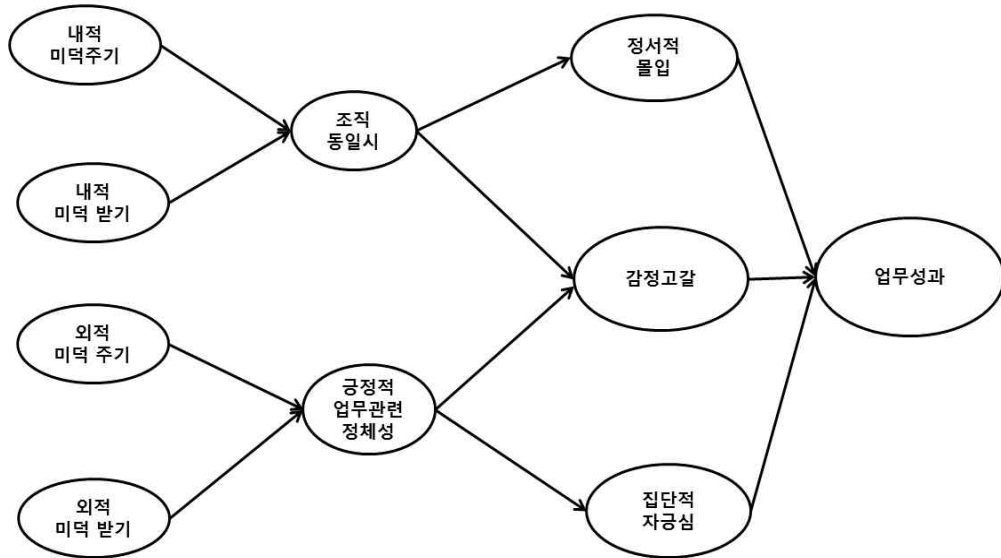 내적
미덕주기
정서적
몰입
조직
동일시
내적
미덕 받기
감정고갈
업무성과
외적
미덕 주기
긍정적
업무관련
정체성
외적
미덕 받기
집단적
자긍심